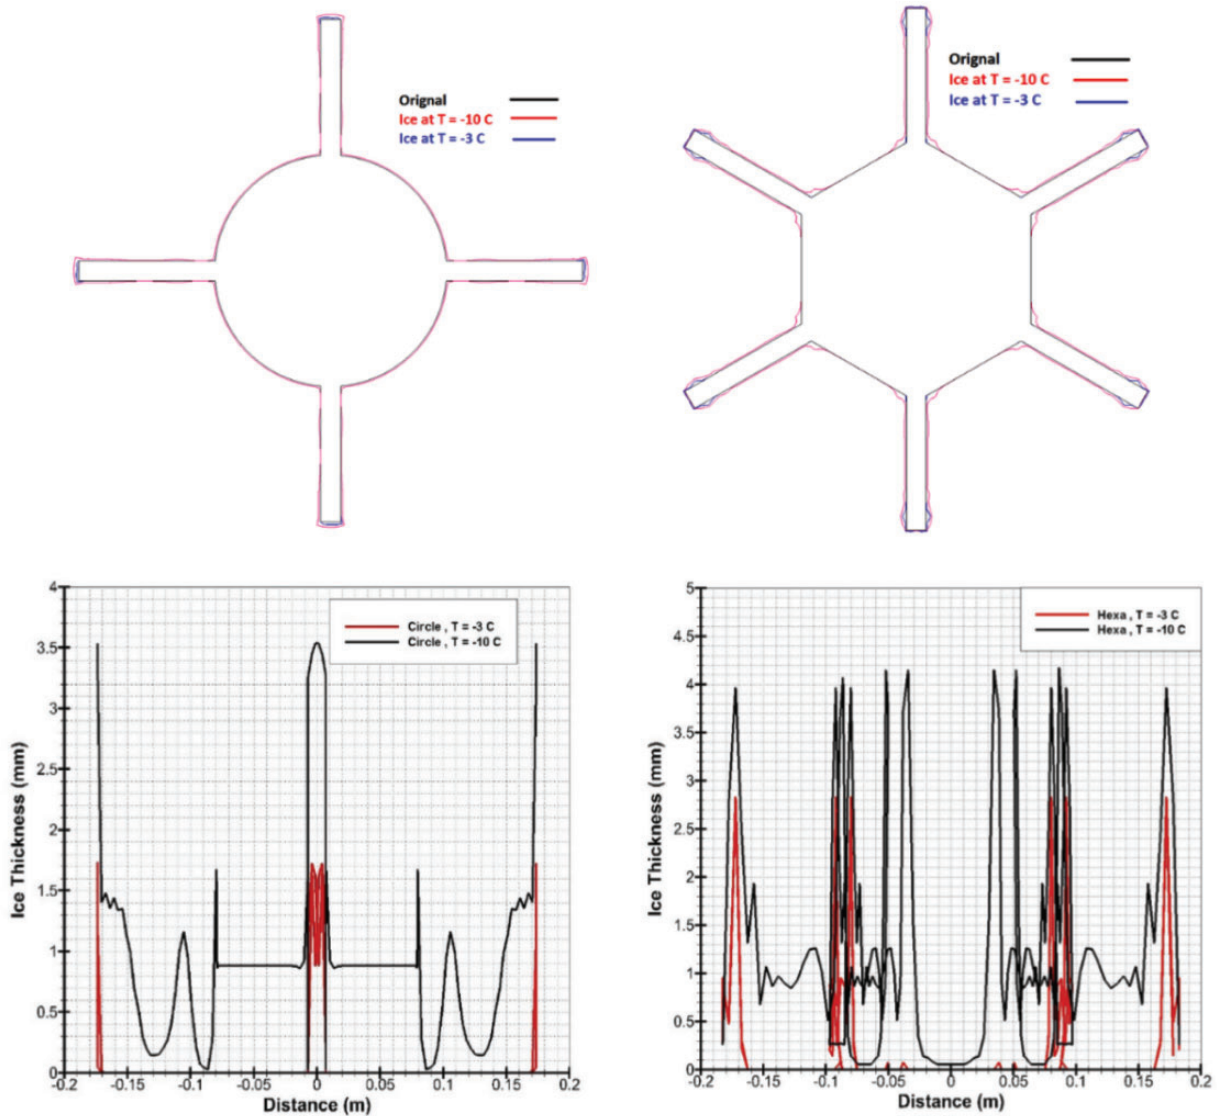 Orignal
Ice at T = -10 C
Ice at T = -3 C
Orignal
Ice at T = -10 C
Ice at T = -3 C
4
3.5
3
2.5
2
1.5
1
0.5
0
-0.2
-0.15
-0.1
-0.05
0
0.05
0.1
0.15
0.2
Ice Thickness (mm)
Distance (m)
Circle , T = -3 C
Circle , T = -10 C
5
4.5
4
3.5
3
2.5
2
1.5
1
0.5
0
-0.2
-0.15
-0.1
-0.05
0
0.05
0.1
0.15
0.2
Ice Thickness (mm)
Distance (m)
Hexa , T = -3 C
Hexa , T = -10 C